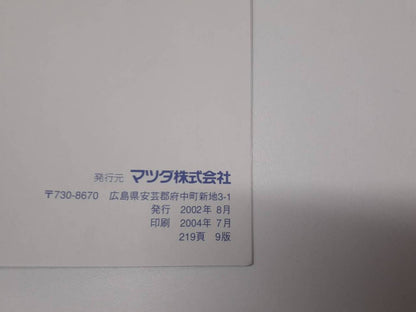 発行元 マツダ株式会社
〒730-8670 広島県安芸郡府中町新地3-1
発行 2002年 8月
印刷 2004年 7月
219頁 9版